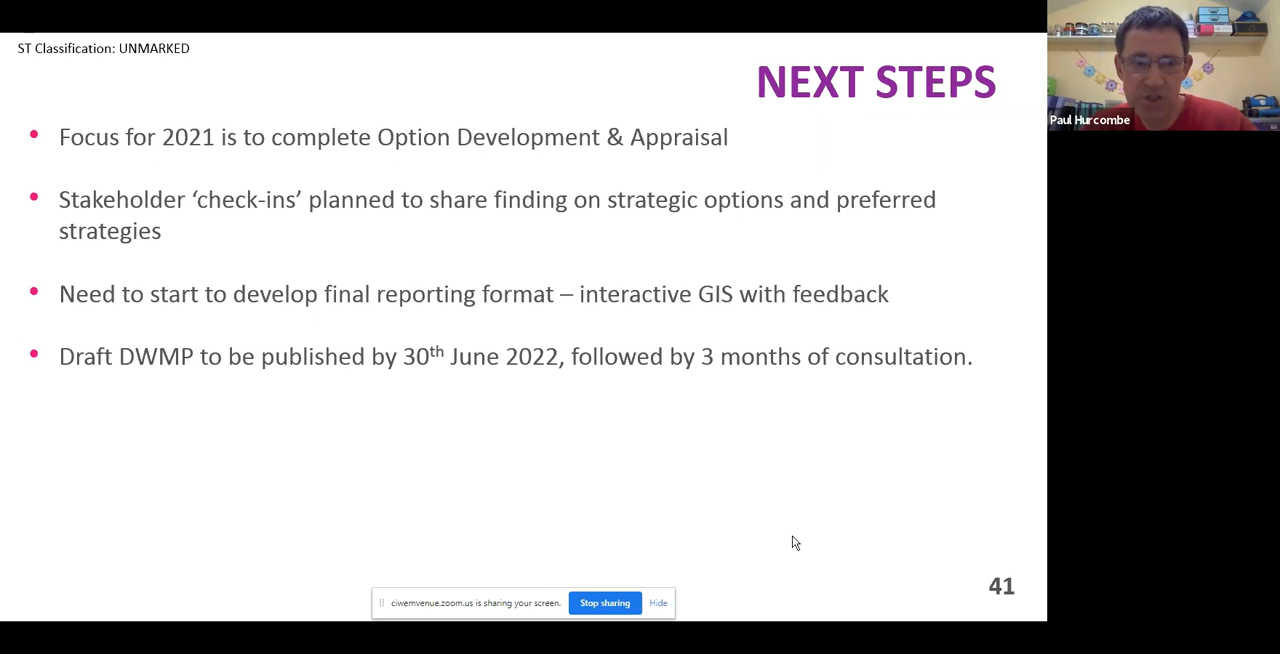 ST Classification: UNMARKED
NEXT STEPS
• Focus for 2021 is to complete Option Development & Appraisal
• Stakeholder ‘check-ins’ planned to share finding on strategic options and preferred
strategies
• Need to start to develop final reporting format – interactive GIS with feedback
• Draft DWMP to be published by 30th June 2022, followed by 3 months of consultation.
41
ciwemvenue.zoom.us is sharing your screen. Stop sharing Hide
Paul Hurcombe